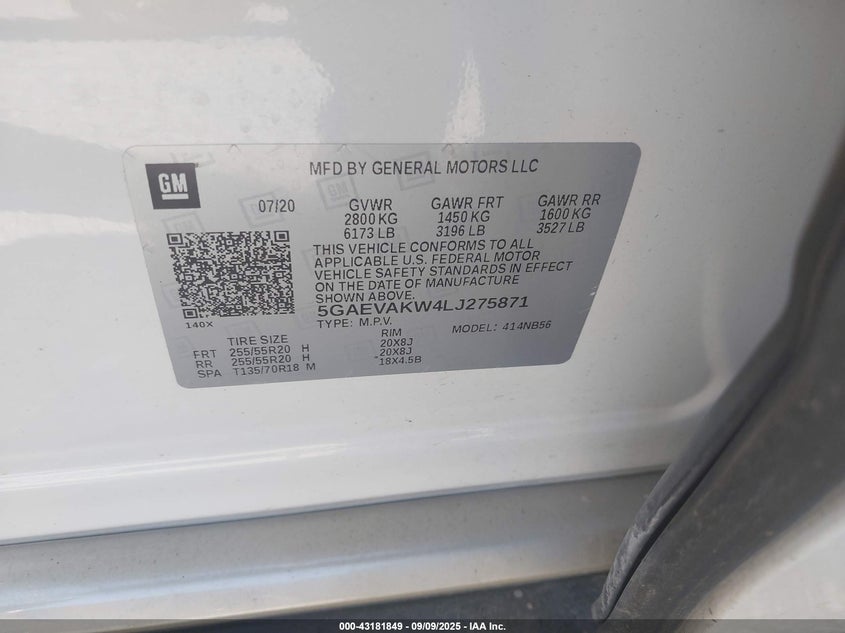 GM
MFD BY GENERAL MOTORS LLC
07/20 GVWR GAWR FRT GAWR RR
2800 KG 1450 KG 1600 KG
6173 LB 3196 LB 3527 LB
THIS VEHICLE CONFORMS TO ALL
APPLICABLE U.S. FEDERAL MOTOR
VEHICLE SAFETY STANDARDS IN EFFECT
ON THE DATE OF MANUFACTURE
SHOWN ABOVE.
140X
5GAEVAKW4LJ275871
TYPE: M.P.V. MODEL: 414NB56
TIRE SIZE RIM
FRT 255/55R20 H 20X8J
RR 255/55R20 H 20X8J
SPA T135/70R18 M *18X4.5B
000-43181849 - 09/09/2025 - IAA Inc.